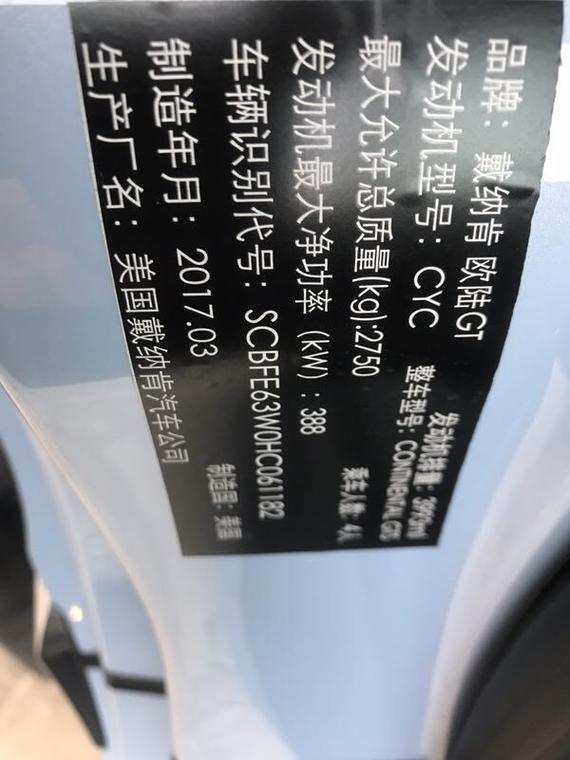 品牌：戴纳肯 欧陆GT
发动机型号：CYC
发动机排量：3993ml
整车型号：CONTINENTAL GTS
最大允许总质量(kg):2750
乘车人数：4人
发动机最大净功率（kW）：388
车辆识别代号：SCBFE63W0HC061182
制造年月：2017.03
制造国：美国
生产厂名：美国戴纳肯汽车公司